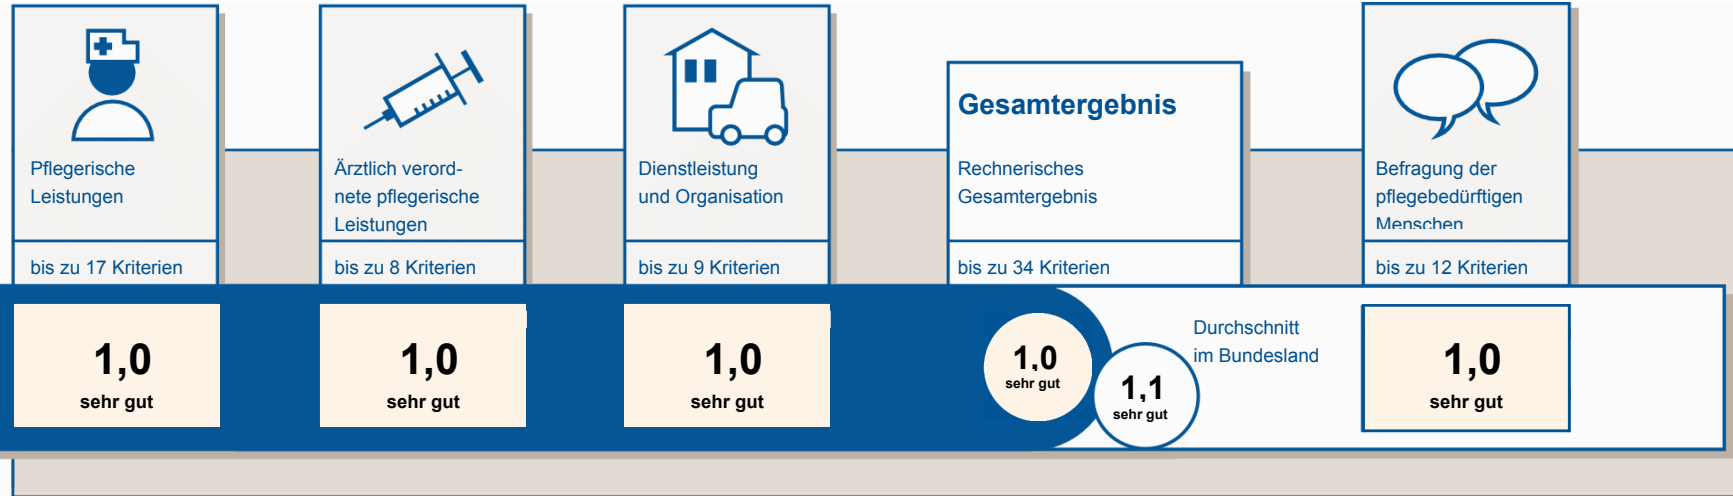 Pflegerische
Leistungen
bis zu 17 Kriterien
1,0
sehr gut
Ärztlich verord-
nete pflegerische
Leistungen
bis zu 8 Kriterien
1,0
sehr gut
Dienstleistung
und Organisation
bis zu 9 Kriterien
1,0
sehr gut
Gesamtergebnis
Rechnerisches
Gesamtergebnis
bis zu 34 Kriterien
1,0
sehr gut
1,1
sehr gut
Durchschnitt
im Bundesland
Befragung der
pflegebedürftigen
Menschen
bis zu 12 Kriterien
1,0
sehr gut